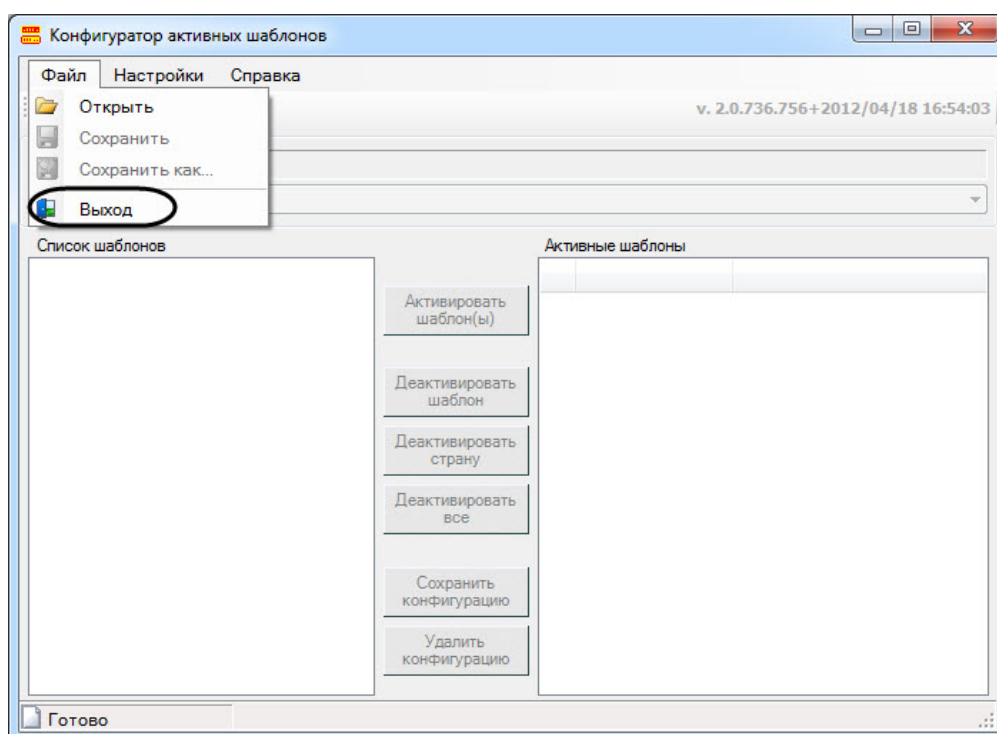 Конфигуратор активных шаблонов
Файл Настройки Справка
Открыть
v. 2.0.736.756+2012/04/18 16:54:03
Сохранить
Сохранить как...
Выход
Список шаблонов
Активные шаблоны
Активировать
шаблон(ы)
Деактивировать
шаблон
Деактивировать
страну
Деактивировать
все
Сохранить
конфигурацию
Удалить
конфигурацию
Готово